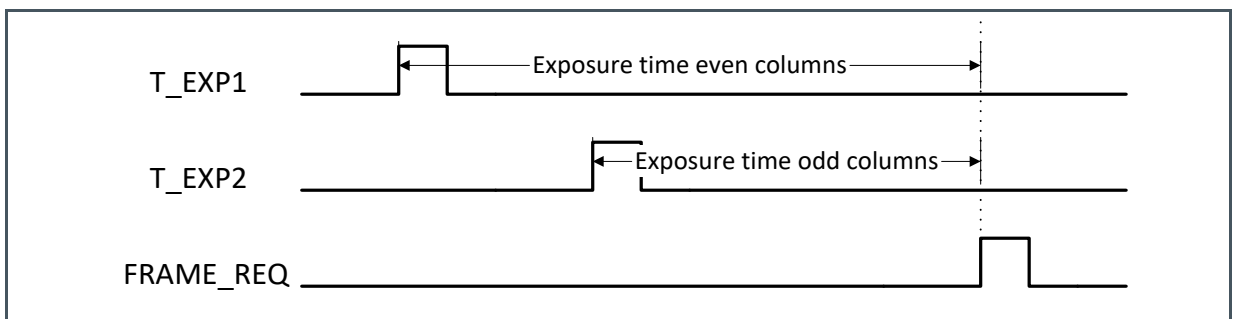 T_EXP1
Exposure time even columns
T_EXP2
Exposure time odd columns
FRAME_REQ